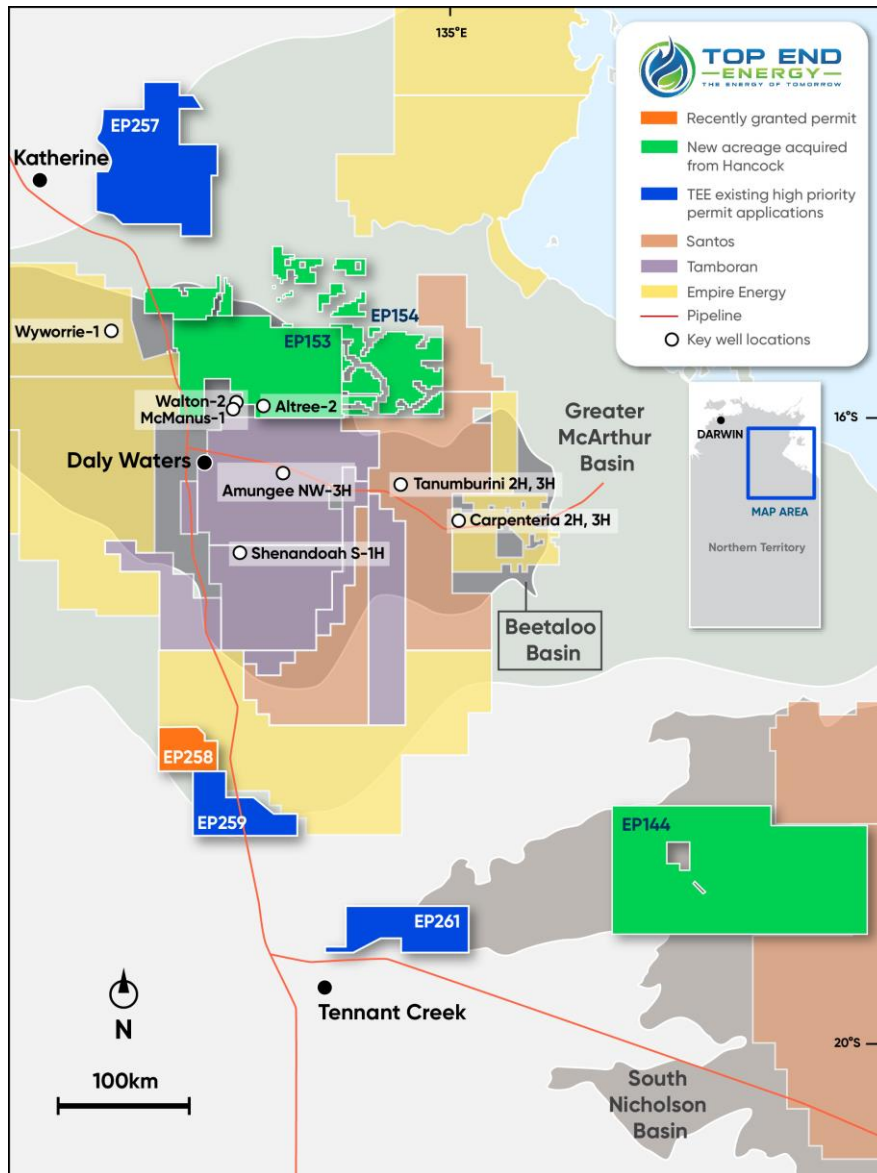 135°E
TOP END
ENERGY
THE ENERGY OF TOMORROW
Recently granted permit
New acreage acquired
from Hancock
TEE existing high priority
permit applications
Santos
Tamboran
Empire Energy
Pipeline
Key well locations
EP257
Katherine
EP154
Wyworrie-1
EP153
Walton-2
McManus-1
Altree-2
Greater
McArthur
Basin
16°S
DARWIN
MAP AREA
Northern Territory
Daly Waters
Amungee NW-3H
Tanumburini 2H, 3H
Carpenteria 2H, 3H
Shenandoah S-1H
Beetaloo
Basin
EP258
EP259
EP144
EP261
N
Tennant Creek
100km
20°S
South
Nicholson
Basin